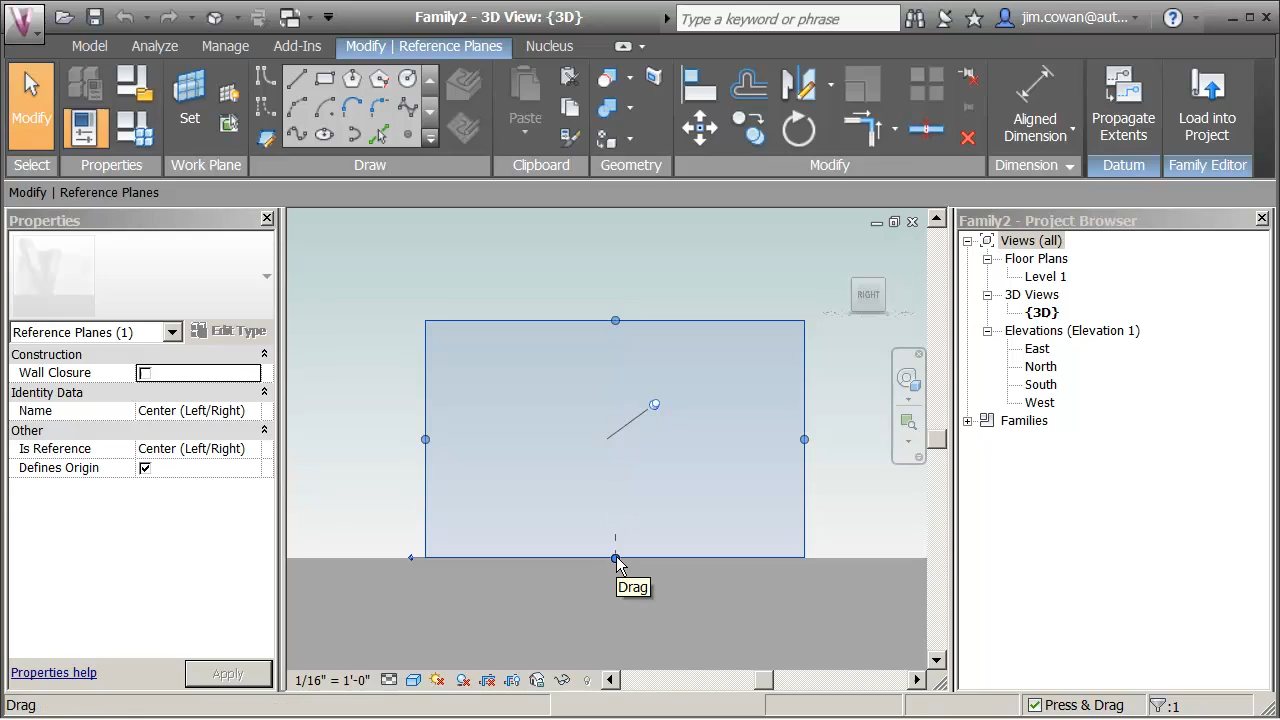 Family2 - 3D View: {3D}
Type a keyword or phrase
jim.cowan@aut...
Model
Analyze
Manage
Add-Ins
Modify | Reference Planes
Nucleus
Modify
Set
Paste
Aligned
Dimension
Propagate
Extents
Load into
Project
Select
Properties
Work Plane
Draw
Clipboard
Geometry
Modify
Dimension
Datum
Family Editor
Modify | Reference Planes
Properties
Reference Planes (1)
Edit Type
Construction
Wall Closure
Identity Data
Name
Center (Left/Right)
Other
Is Reference
Center (Left/Right)
Defines Origin
Properties help
Apply
RIGHT
Drag
1/16" = 1'-0"
Family2 - Project Browser
Views (all)
Floor Plans
Level 1
3D Views
{3D}
Elevations (Elevation 1)
East
North
South
West
Families
Drag
Press & Drag
:1